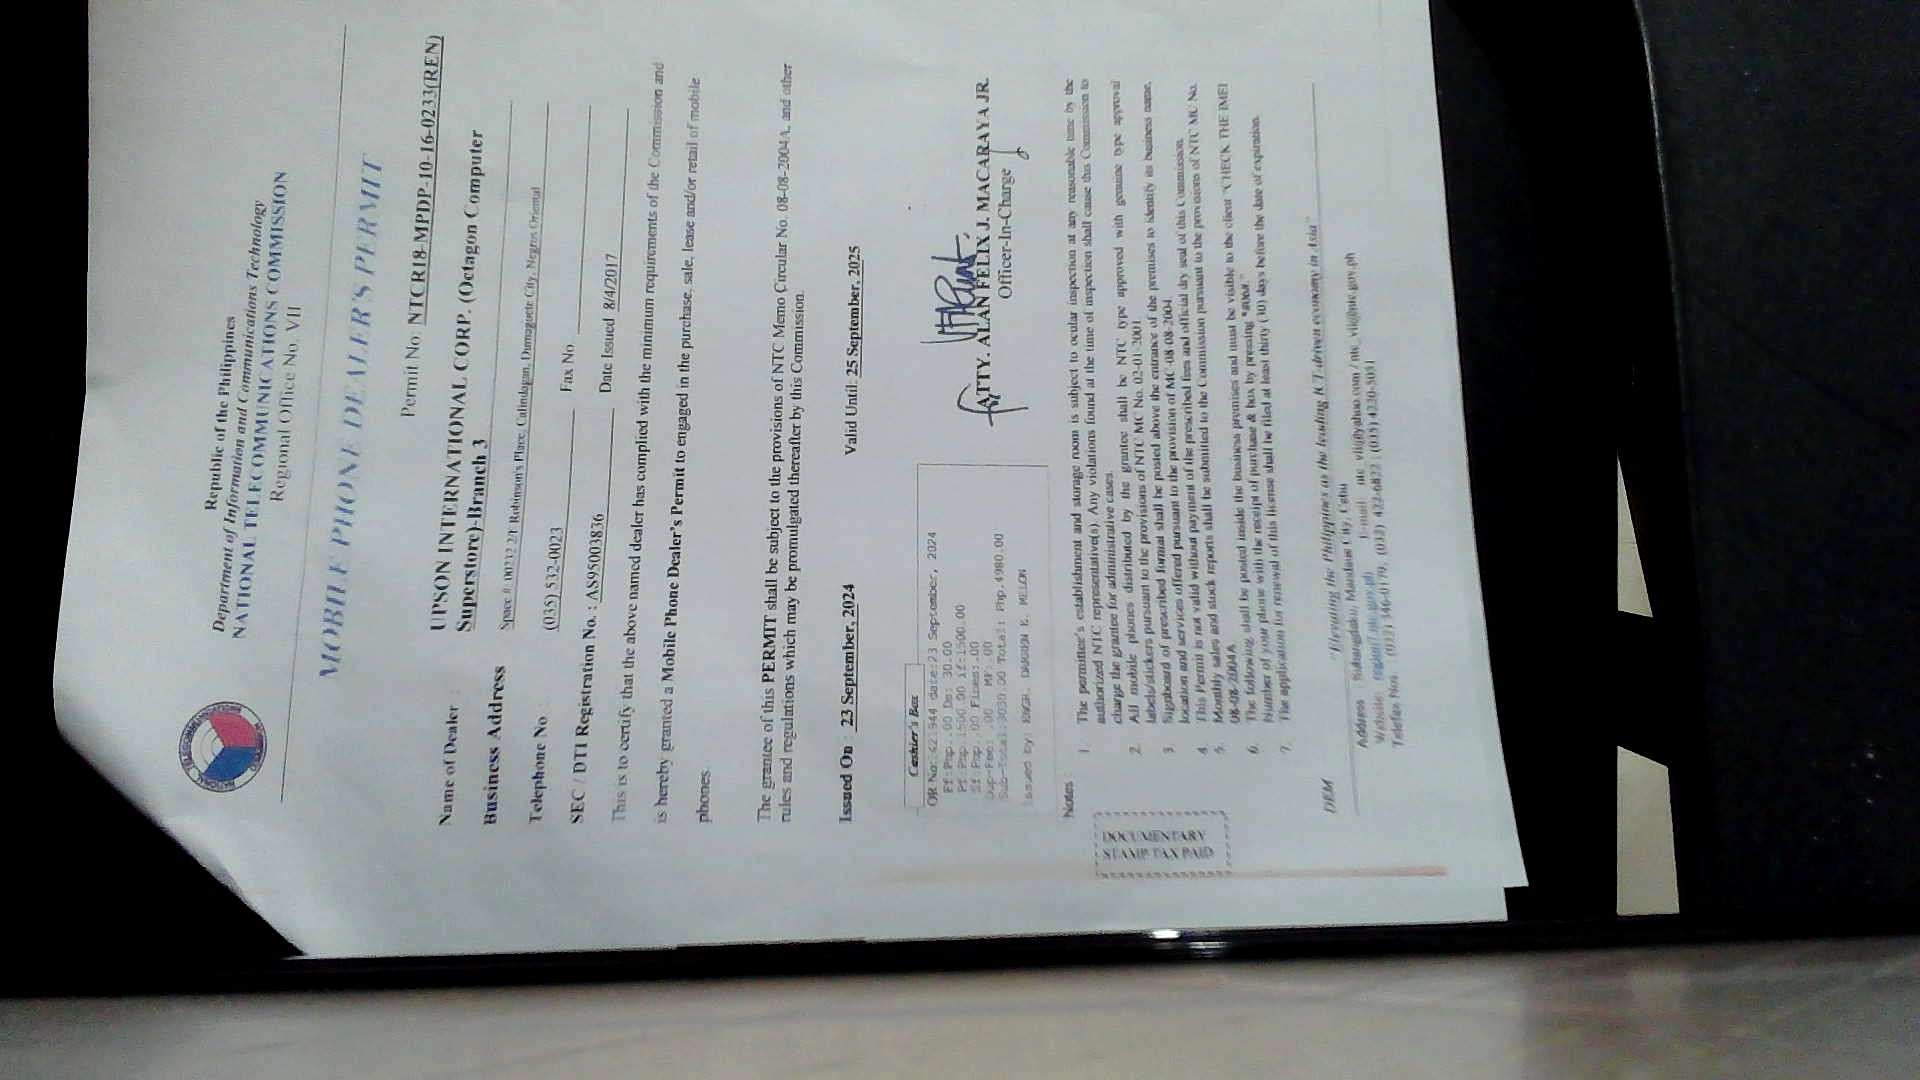 Republic of the Philippines
Department of Information and Communications Technology
NATIONAL TELECOMMUNICATIONS COMMISSION
Regional Office No. VII
MOBILE PHONE DEALER'S PERMIT
Permit No: NTCR18-MPDP-10-16-0233(REN)
Name of Dealer : UPSON INTERNATIONAL CORP. (Octagon Computer
Superstore)-Branch 3
Business Address Space # 00232 2/F Robinson's Place, Calindagan, Dumaguete City, Negros Oriental
Telephone No : (035) 532-0023 Fax No
SEC / DTI Registration No. : AS95003836 Date Issued 8/4/2017
This is to certify that the above named dealer has complied with the minimum requirements of the Commission and
is hereby granted a Mobile Phone Dealer's Permit to engaged in the purchase, sale, lease and/or retail of mobile
phones.
The grantee of this PERMIT shall be subject to the provisions of NTC Memo Circular No. 08-08-2004A, and other
rules and regulations which may be promulgated thereafter by this Commission.
Issued On : 23 September, 2024 Valid Until: 25 September, 2025
Cashier's Box
OR No: date:23 September, 2024
Ff:Php.00 Ds: 30.00
Pf:Php.1500.00 if:1500.00
Sf:Php.00 Fines:.00
Dup-Fee: .00 MF:.00
Sub-Total:3030.00 Total: Php.4980.00
Issued by: ENGR. E. MELON
ATTY. ALAN FELIX J. MACARAYA JR.
Officer-In-Charge
Notes :
1. The permittee's establishment and storage room is subject to ocular inspection at any reasonable time by the
authorized NTC representative(s). Any violations found at the time of inspection shall cause this Commission to
charge the grantee for administrative cases.
2. All mobile phones distributed by the grantee shall be NTC type approved with genuine type approval
labels/stickers pursuant to the provisions of NTC MC No. 02-01-2001
3. Signboard of prescribed format shall be posted above the entrance of the premises to identify its business name,
location and services offered pursuant to the provision of MC-08-08-2004.
4. This Permit is not valid without payment of the prescribed fees and official dry seal of this Commission.
5. Monthly sales and stock reports shall be submitted to the Commission pursuant to the provisions of NTC MC No.
08-08-2004A
6. The following shall be posted inside the business premises and must be visible to the client "CHECK THE IMEI
Number of your phone with the receipt of purchase & box by pressing *#06#."
7. The application for renewal of this license shall be filed at least thirty (30) days before the date of expiration.
DOCUMENTARY
STAMP TAX PAID
DEM "Elevating the Philippines as the leading ICT-driven economy in Asia"
Address : Subangdaku, Mandaue City, Cebu
Website: E-mail: ntc_vii@yahoo.com / ntc_vii@ntc.gov.ph
Telefax Nos. : (032) 346-0179, (032) 422-6832